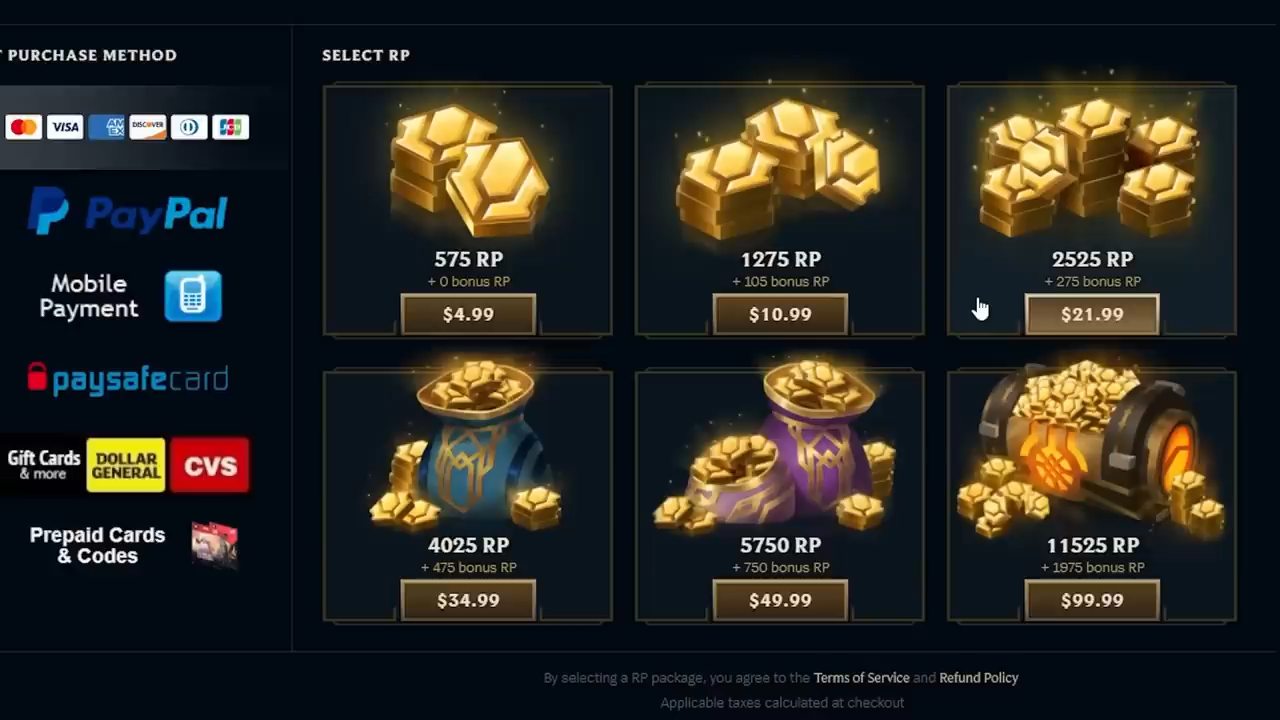 PURCHASE METHOD
VISA
AM
EX
DISCOVER
JCB
PayPal
Mobile
Payment
paysafecard
Gift Cards
& more
DOLLAR
GENERAL
CVS
Prepaid Cards
& Codes
SELECT RP
575 RP
+ 0 bonus RP
$4.99
1275 RP
+ 105 bonus RP
$10.99
2525 RP
+ 275 bonus RP
$21.99
4025 RP
+ 475 bonus RP
$34.99
5750 RP
+ 750 bonus RP
$49.99
11525 RP
+ 1975 bonus RP
$99.99
By selecting a RP package, you agree to the Terms of Service and Refund Policy
Applicable taxes calculated at checkout